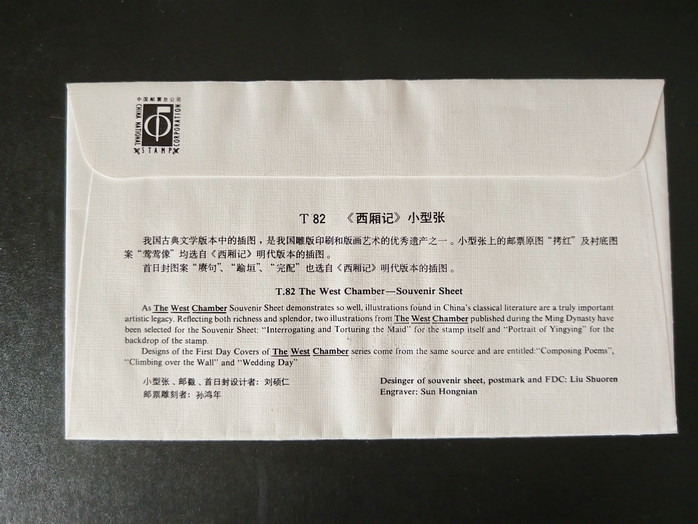 中国邮票总公司
CHINA NATIONAL
STAMP
CORPORATION
T 82 《西厢记》小型张
我国古典文学版本中的插图，是我国雕版印刷和版画艺术的优秀遗产之一。小型张上的邮票原图“拷红”及衬底图
案“莺莺像”均选自《西厢记》明代版本的插图。
首日封图案“赓句”、“踰垣”、“完配”也选自《西厢记》明代版本的插图。
T.82 The West Chamber—Souvenir Sheet
As The West Chamber Souvenir Sheet demonstrates so well, illustrations found in China's classical literature are a truly important
artistic legacy. Reflecting both richness and splendor, two illustrations from The West Chamber published during the Ming Dynasty have
been selected for the Souvenir Sheet: "Interrogating and Torturing the Maid" for the stamp itself and "Portrait of Yingying" for the
backdrop of the stamp.
Designs of the First Day Covers of The West Chamber series come from the same source and are entitled:"Composing Poems",
"Climbing over the Wall" and "Wedding Day"
小型张、邮戳、首日封设计者：刘硕仁
邮票雕刻者：孙鸿年
Desinger of souvenir sheet, postmark and FDC: Liu Shuoren
Engraver: Sun Hongnian